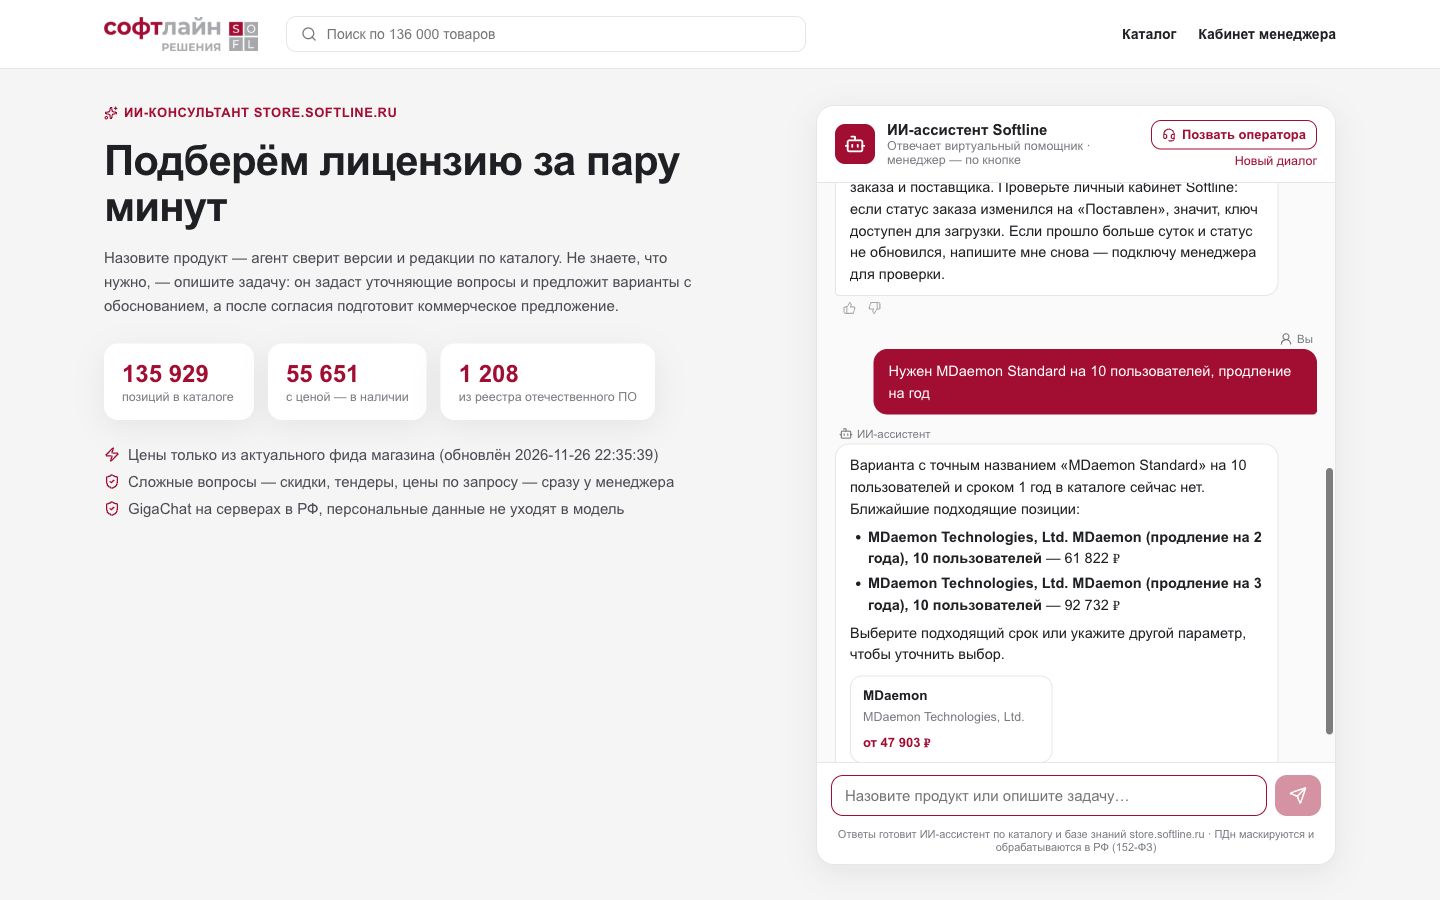 софтлайн
РЕШЕНИЯ
SO
FL
Поиск по 136 000 товаров
Каталог
Кабинет менеджера
ИИ-КОНСУЛЬТАНТ STORE.SOFTLINE.RU
Подберём лицензию за пару
минут
Назовите продукт — агент сверит версии и редакции по каталогу. Не знаете, что
нужно, — опишите задачу: он задаст уточняющие вопросы и предложит варианты с
обоснованием, а после согласия подготовит коммерческое предложение.
135 929
позиций в каталоге
55 651
с ценой — в наличии
1 208
из реестра отечественного ПО
Цены только из актуального фида магазина (обновлён 2026-11-26 22:35:39)
Сложные вопросы — скидки, тендеры, цены по запросу — сразу у менеджера
GigaChat на серверах в РФ, персональные данные не уходят в модель
ИИ-ассистент Softline
Отвечает виртуальный помощник ·
менеджер — по кнопке
Позвать оператора
Новый диалог
заказа и поставщика. Проверьте личный кабинет Softline:
если статус заказа изменился на «Поставлен», значит, ключ
доступен для загрузки. Если прошло больше суток и статус
не обновился, напишите мне снова — подключу менеджера
для проверки.
Вы
Нужен MDaemon Standard на 10 пользователей, продление
на год
ИИ-ассистент
Варианта с точным названием «MDaemon Standard» на 10
пользователей и сроком 1 год в каталоге сейчас нет.
Ближайшие подходящие позиции:
• MDaemon Technologies, Ltd. MDaemon (продление на 2
года), 10 пользователей — 61 822 ₽
• MDaemon Technologies, Ltd. MDaemon (продление на 3
года), 10 пользователей — 92 732 ₽
Выберите подходящий срок или укажите другой параметр,
чтобы уточнить выбор.
MDaemon
MDaemon Technologies, Ltd.
от 47 903 ₽
Назовите продукт или опишите задачу…
Ответы готовит ИИ-ассистент по каталогу и базе знаний store.softline.ru · ПДн маскируются и
обрабатываются в РФ (152-ФЗ)